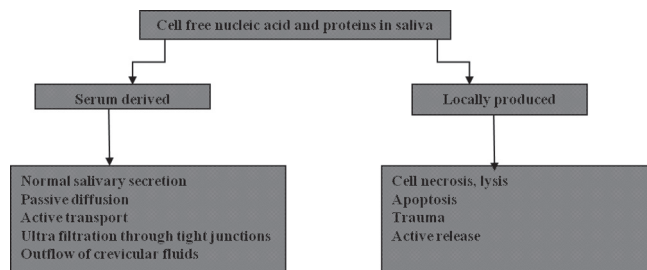 Cell free nucleic acid and proteins in saliva
Serum derived
Locally produced
Normal salivary secretion
Passive diffusion
Active transport
Ultra filtration through tight junctions
Outflow of crevicular fluids
Cell necrosis, lysis
Apoptosis
Trauma
Active release